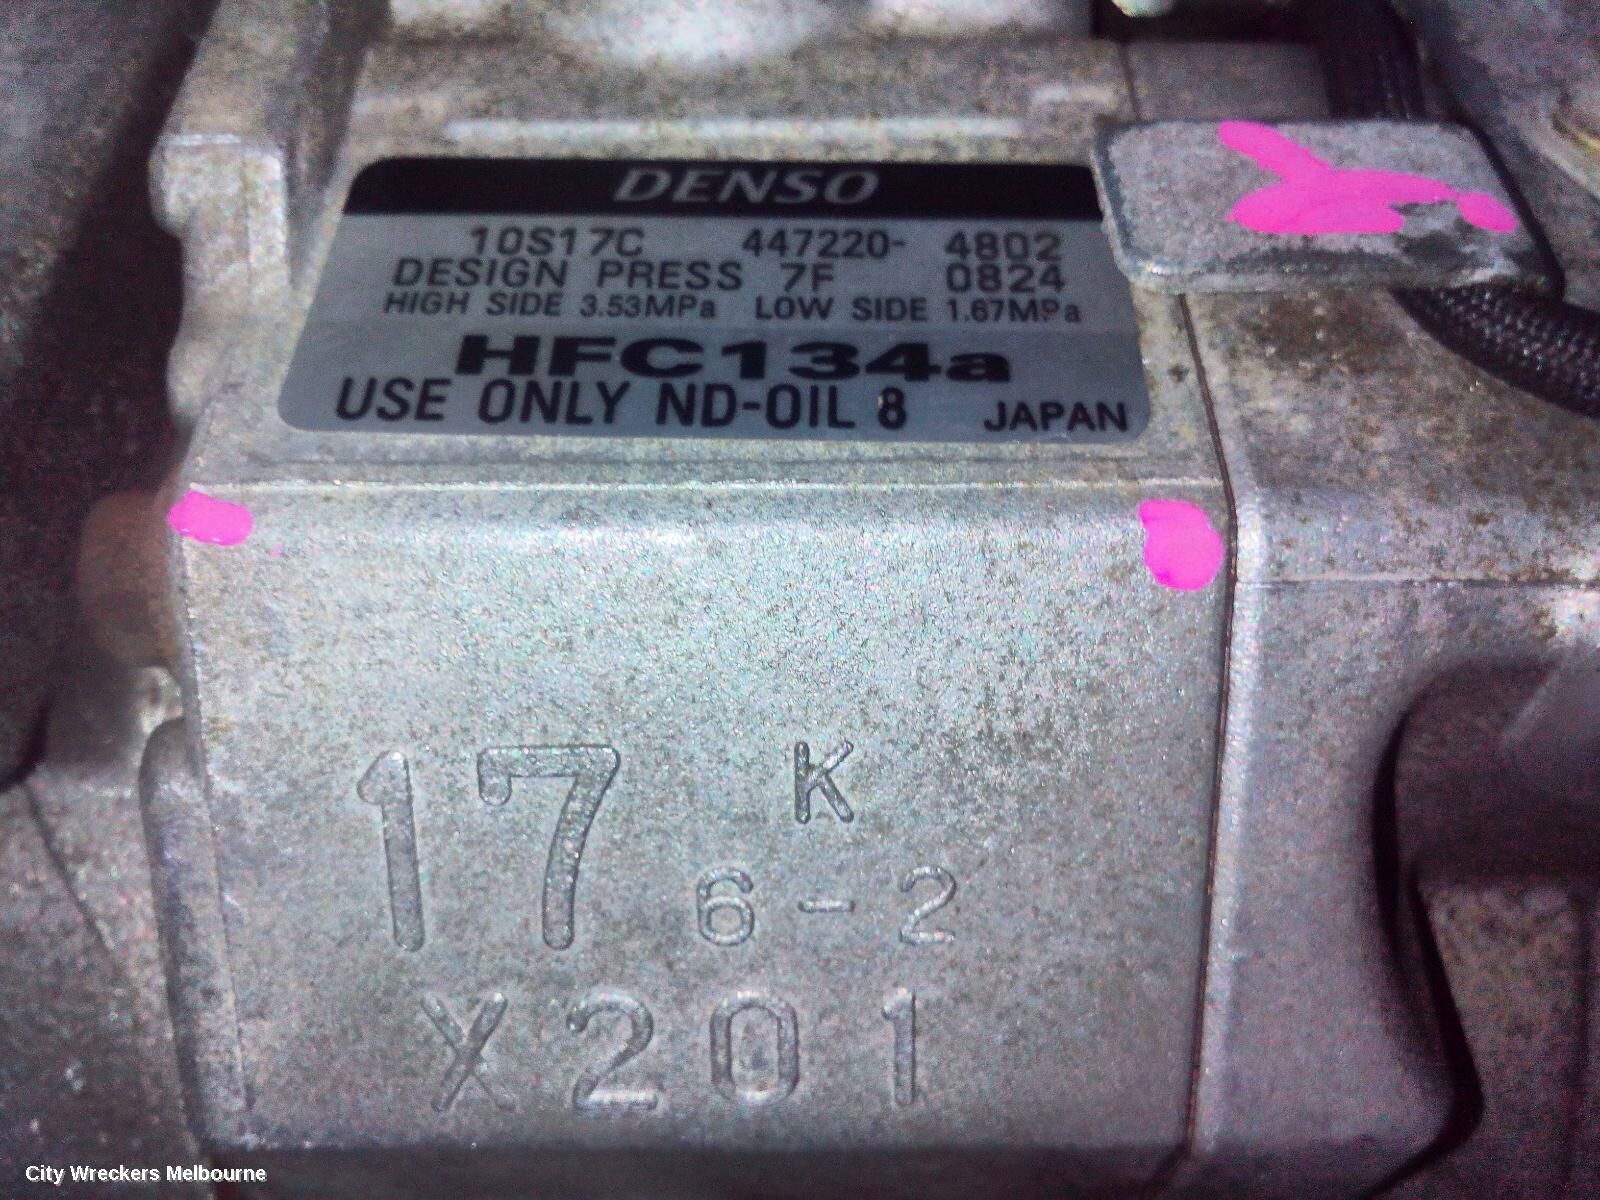 DENSO
10S17C 447220- 4802
DESIGN PRESS 7F 0824
HIGH SIDE 3.53MPa LOW SIDE 1.67MPa
HFC134a
USE ONLY ND-OIL 8 JAPAN
17 K
6-2
X201
City Wreckers Melbourne